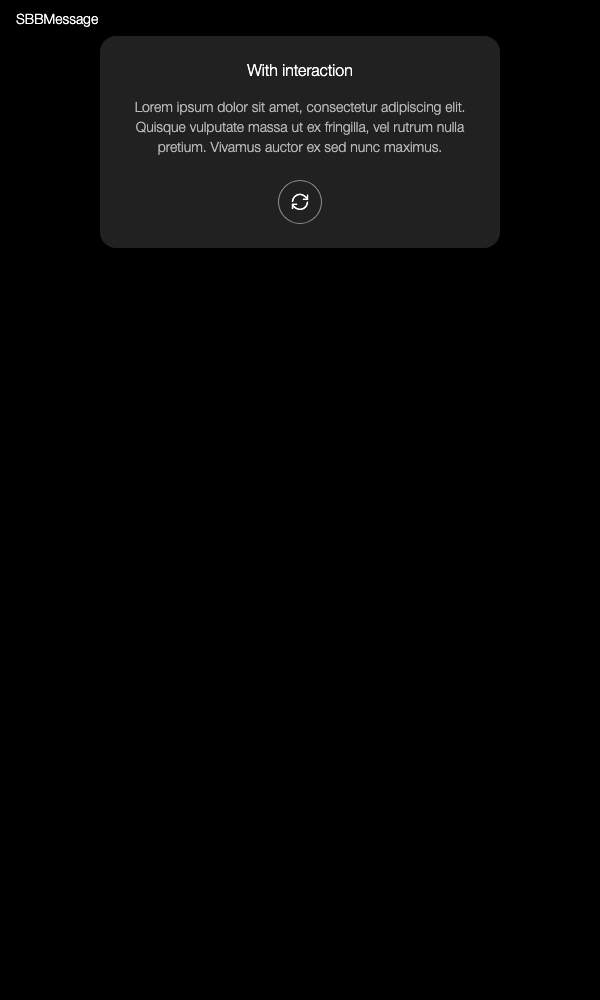 SBBMessage
With interaction
Lorem ipsum dolor sit amet, consectetur adipiscing elit.
Quisque vulputate massa ut ex fringilla, vel rutrum nulla
pretium. Vivamus auctor ex sed nunc maximus.